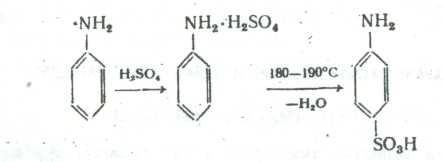 ·NH₂
H₂SO₄
NH₂·H₂SO₄
180—190°C
—H₂O
NH₂
SO₃H